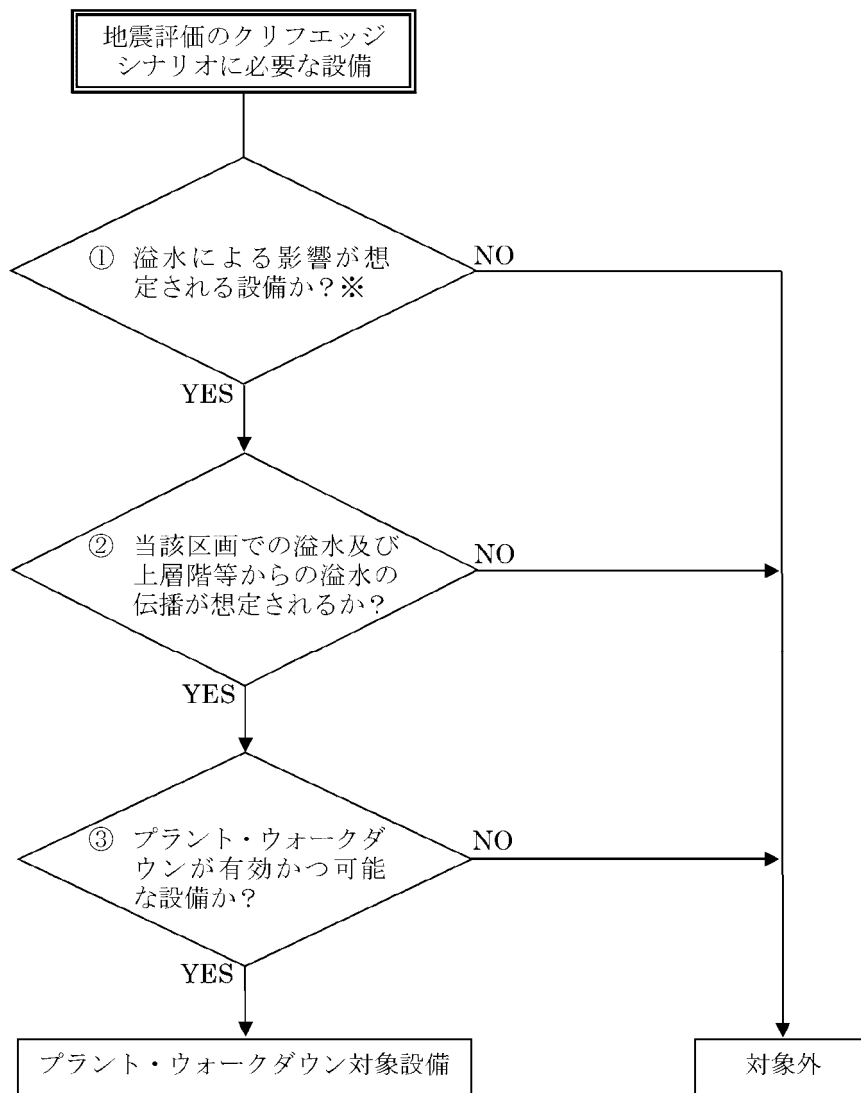 地震評価のクリフエッジ
シナリオに必要な設備
① 溢水による影響が想
定される設備か？※
NO
YES
② 当該区画での溢水及び
上層階等からの溢水の
伝播が想定されるか？
NO
YES
③ プラント・ウォークダ
ウンが有効かつ可能
な設備か？
NO
YES
プラント・ウォークダウン対象設備
対象外